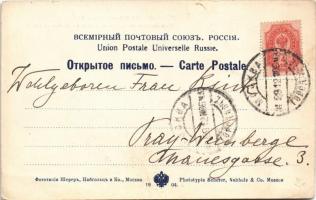 ВСЕМІРНЫЙ ПОЧТОВЫЙ СОЮЗЪ. РОССІЯ.
Union Postale Universelle Russie.
Открытое письмо. — Carte Postale
Wohlgeboren Frau
Prag-Weinberge
3.
Фототипія Шереръ, Набгольцъ и Ко., Москва
19 04.
Phototypie Scherer, Nabholz & Co. Moscou
МОСКВА